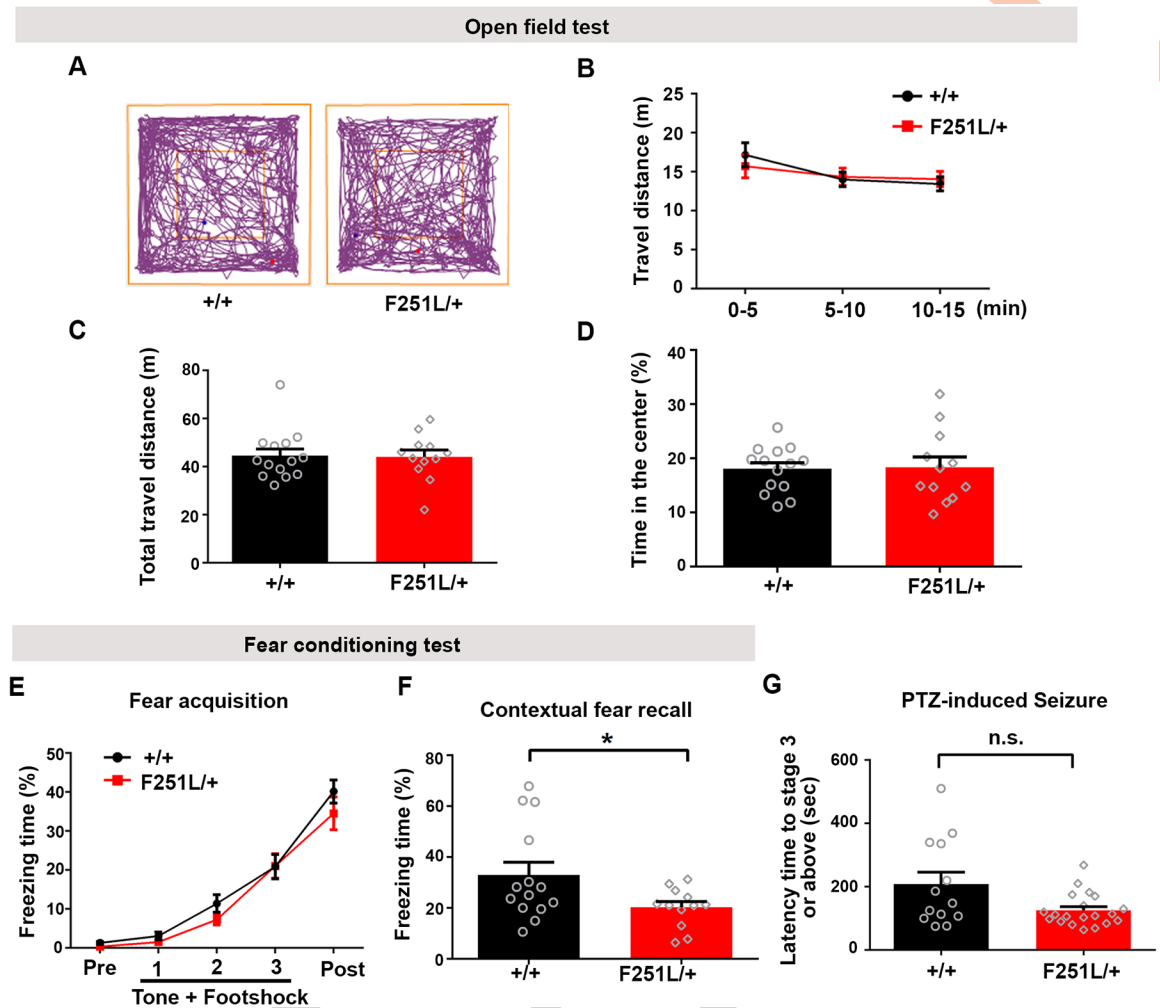 Open field test
A
+/+
F251L/+
B
Travel distance (m)
25
20
15
10
5
0
+/+
F251L/+
0-5
5-10
10-15
(min)
C
Total travel distance (m)
80
60
40
20
0
+/+
F251L/+
D
Time in the center (%)
40
30
20
10
0
+/+
F251L/+
Fear conditioning test
E
Fear acquisition
Freezing time (%)
50
40
30
20
10
0
+/+
F251L/+
Pre
1
2
3
Post
Tone + Footshock
F
Contextual fear recall
Freezing time (%)
80
60
40
20
0
*
+/+
F251L/+
G
PTZ-induced Seizure
Latency time to stage 3
or above (sec)
600
400
200
0
n.s.
+/+
F251L/+